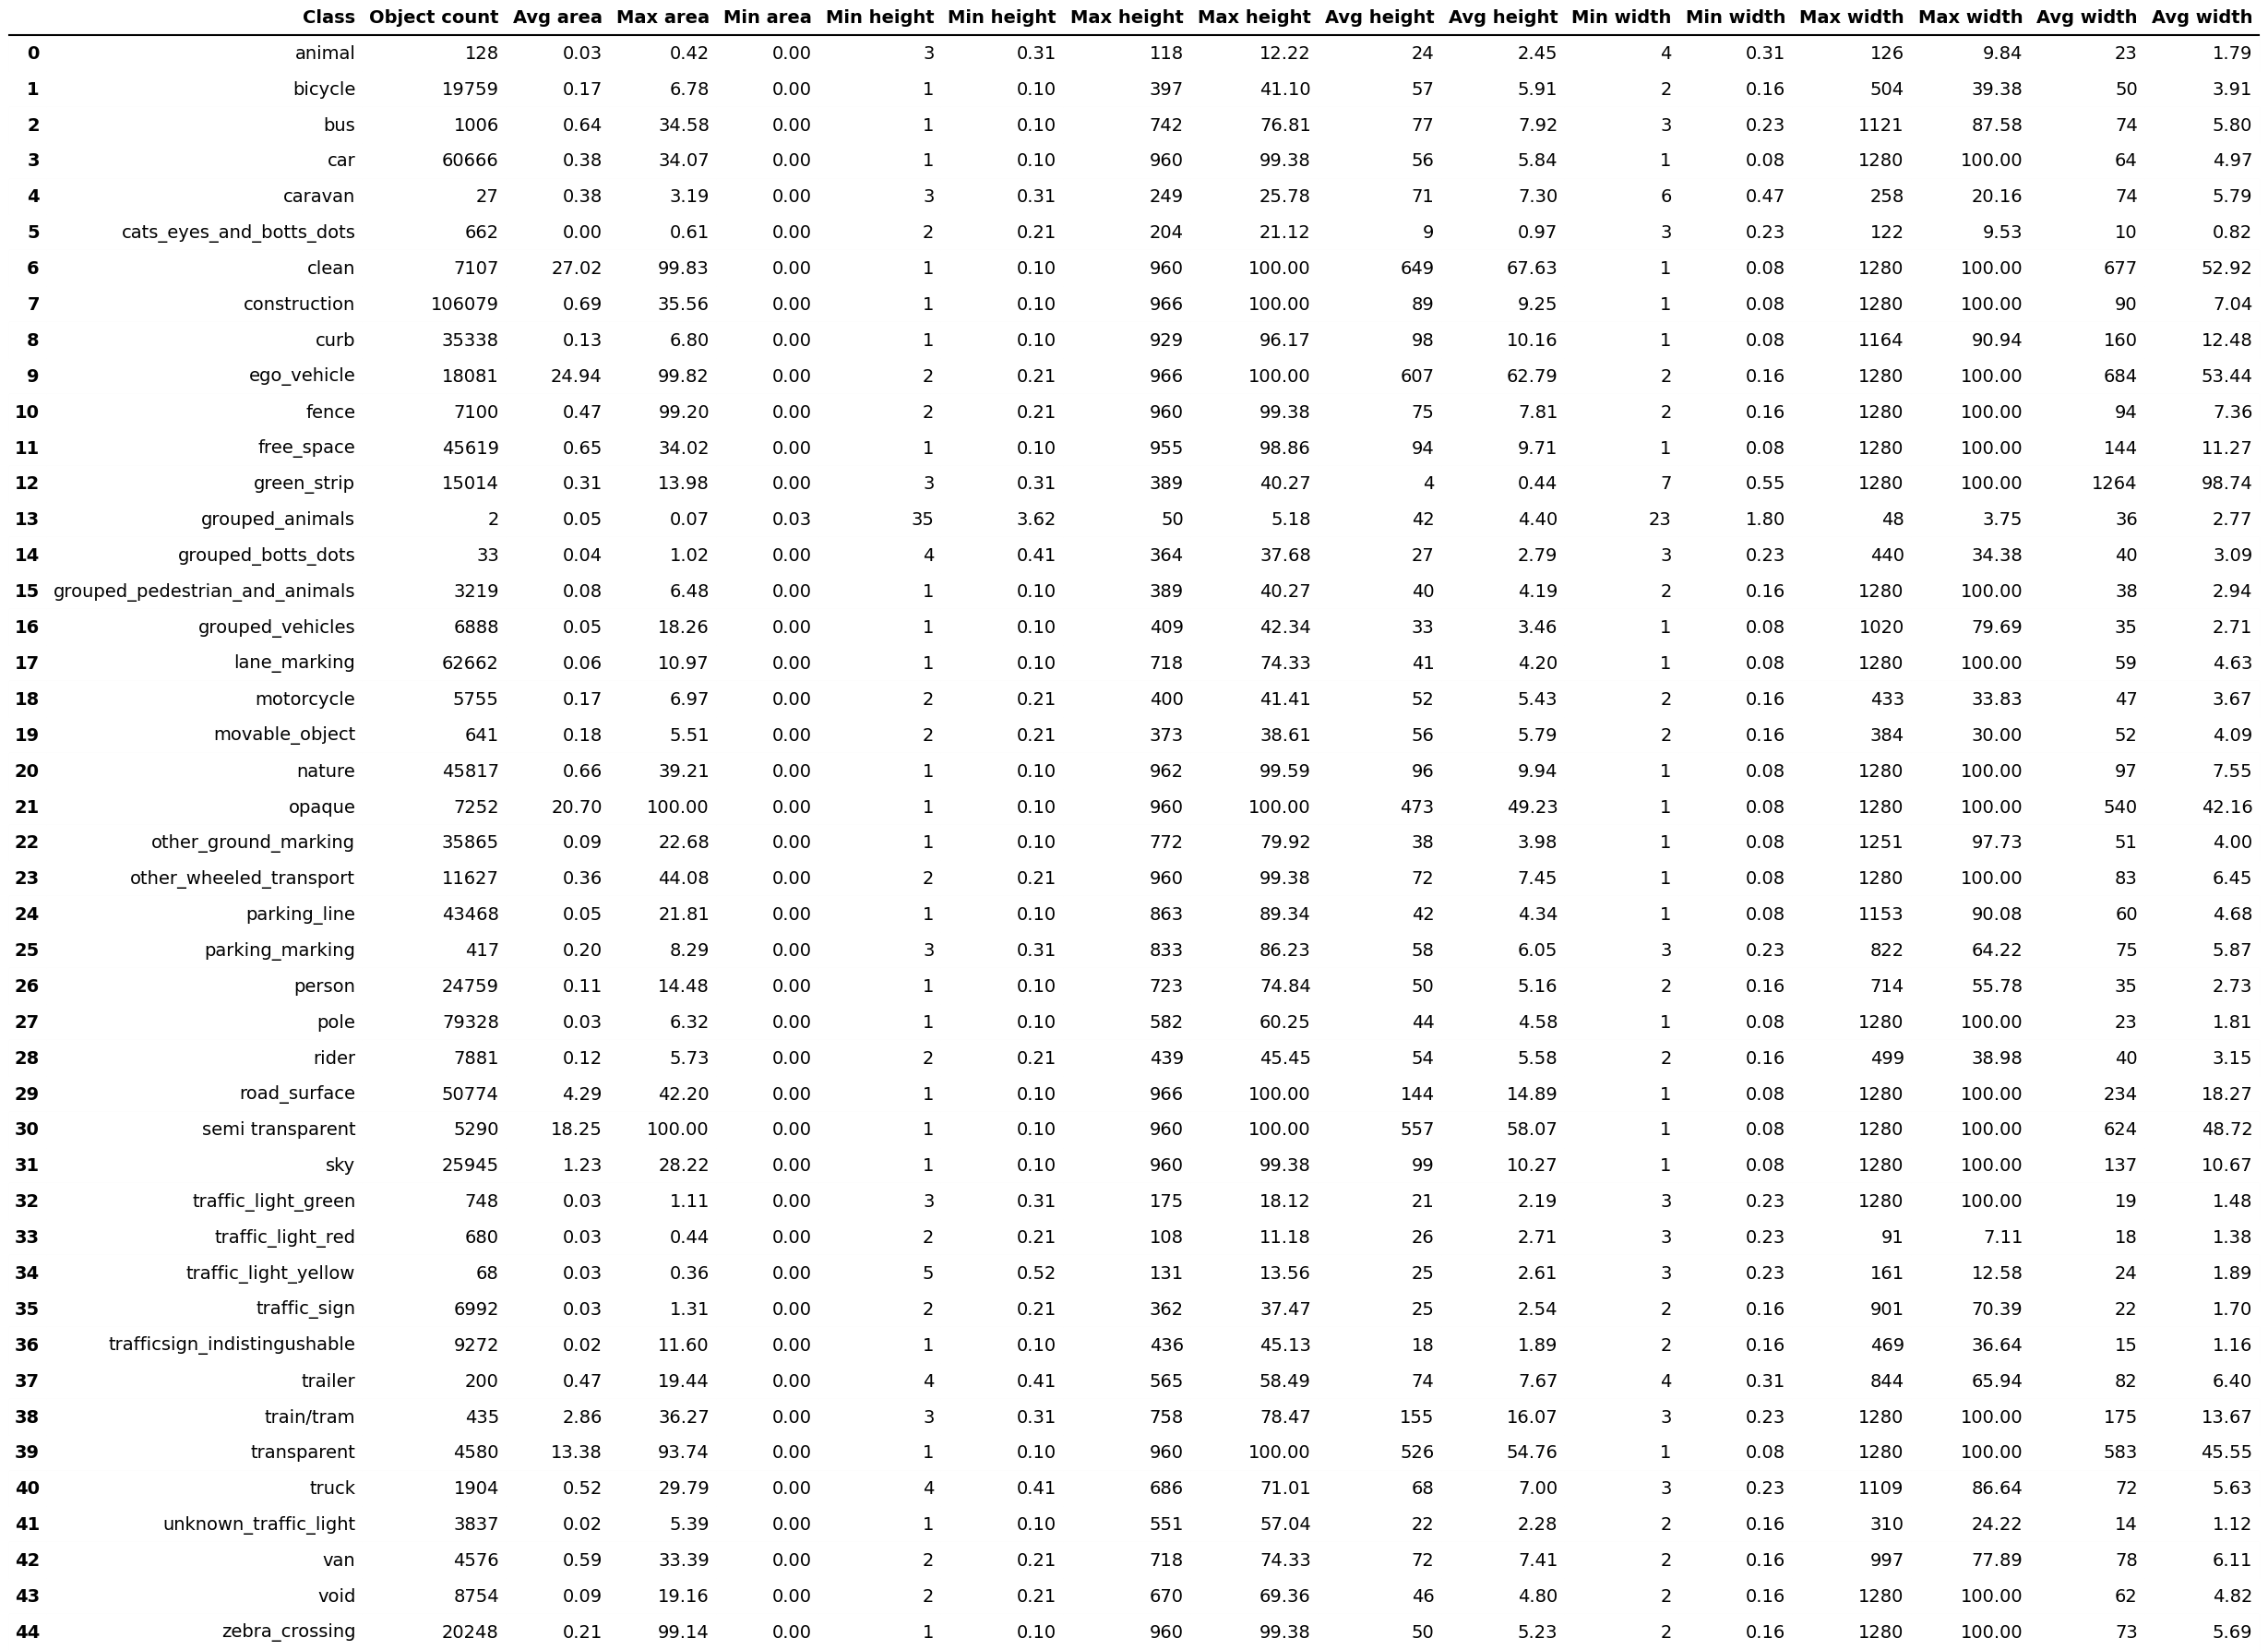 Class Object count Avg area Max area Min area Min height Min height Max height Max height Avg height Avg height Min width Min width Max width Max width Avg width Avg width
0 animal 128 0.03 0.42 0.00 3 0.31 118 12.22 24 2.45 4 0.31 126 9.84 23 1.79
1 bicycle 19759 0.17 6.78 0.00 1 0.10 397 41.10 57 5.91 2 0.16 504 39.38 50 3.91
2 bus 1006 0.64 34.58 0.00 1 0.10 742 76.81 77 7.92 3 0.23 1121 87.58 74 5.80
3 car 60666 0.38 34.07 0.00 1 0.10 960 99.38 56 5.84 1 0.08 1280 100.00 64 4.97
4 caravan 27 0.38 3.19 0.00 3 0.31 249 25.78 71 7.30 6 0.47 258 20.16 74 5.79
5 cats_eyes_and_botts_dots 662 0.00 0.61 0.00 2 0.21 204 21.12 9 0.97 3 0.23 122 9.53 10 0.82
6 clean 7107 27.02 99.83 0.00 1 0.10 960 100.00 649 67.63 1 0.08 1280 100.00 677 52.92
7 construction 106079 0.69 35.56 0.00 1 0.10 966 100.00 89 9.25 1 0.08 1280 100.00 90 7.04
8 curb 35338 0.13 6.80 0.00 1 0.10 929 96.17 98 10.16 1 0.08 1164 90.94 160 12.48
9 ego_vehicle 18081 24.94 99.82 0.00 2 0.21 966 100.00 607 62.79 2 0.16 1280 100.00 684 53.44
10 fence 7100 0.47 99.20 0.00 2 0.21 960 99.38 75 7.81 2 0.16 1280 100.00 94 7.36
11 free_space 45619 0.65 34.02 0.00 1 0.10 955 98.86 94 9.71 1 0.08 1280 100.00 144 11.27
12 green_strip 15014 0.31 13.98 0.00 3 0.31 389 40.27 4 0.44 7 0.55 1280 100.00 1264 98.74
13 grouped_animals 2 0.05 0.07 0.03 35 3.62 50 5.18 42 4.40 23 1.80 48 3.75 36 2.77
14 grouped_botts_dots 33 0.04 1.02 0.00 4 0.41 364 37.68 27 2.79 3 0.23 440 34.38 40 3.09
15 grouped_pedestrian_and_animals 3219 0.08 6.48 0.00 1 0.10 389 40.27 40 4.19 2 0.16 1280 100.00 38 2.94
16 grouped_vehicles 6888 0.05 18.26 0.00 1 0.10 409 42.34 33 3.46 1 0.08 1020 79.69 35 2.71
17 lane_marking 62662 0.06 10.97 0.00 1 0.10 718 74.33 41 4.20 1 0.08 1280 100.00 59 4.63
18 motorcycle 5755 0.17 6.97 0.00 2 0.21 400 41.41 52 5.43 2 0.16 433 33.83 47 3.67
19 movable_object 641 0.18 5.51 0.00 2 0.21 373 38.61 56 5.79 2 0.16 384 30.00 52 4.09
20 nature 45817 0.66 39.21 0.00 1 0.10 962 99.59 96 9.94 1 0.08 1280 100.00 97 7.55
21 opaque 7252 20.70 100.00 0.00 1 0.10 960 100.00 473 49.23 1 0.08 1280 100.00 540 42.16
22 other_ground_marking 35865 0.09 22.68 0.00 1 0.10 772 79.92 38 3.98 1 0.08 1251 97.73 51 4.00
23 other_wheeled_transport 11627 0.36 44.08 0.00 2 0.21 960 99.38 72 7.45 1 0.08 1280 100.00 83 6.45
24 parking_line 43468 0.05 21.81 0.00 1 0.10 863 89.34 42 4.34 1 0.08 1153 90.08 60 4.68
25 parking_marking 417 0.20 8.29 0.00 3 0.31 833 86.23 58 6.05 3 0.23 822 64.22 75 5.87
26 person 24759 0.11 14.48 0.00 1 0.10 723 74.84 50 5.16 2 0.16 714 55.78 35 2.73
27 pole 79328 0.03 6.32 0.00 1 0.10 582 60.25 44 4.58 1 0.08 1280 100.00 23 1.81
28 rider 7881 0.12 5.73 0.00 2 0.21 439 45.45 54 5.58 2 0.16 499 38.98 40 3.15
29 road_surface 50774 4.29 42.20 0.00 1 0.10 966 100.00 144 14.89 1 0.08 1280 100.00 234 18.27
30 semi transparent 5290 18.25 100.00 0.00 1 0.10 960 100.00 557 58.07 1 0.08 1280 100.00 624 48.72
31 sky 25945 1.23 28.22 0.00 1 0.10 960 99.38 99 10.27 1 0.08 1280 100.00 137 10.67
32 traffic_light_green 748 0.03 1.11 0.00 3 0.31 175 18.12 21 2.19 3 0.23 1280 100.00 19 1.48
33 traffic_light_red 680 0.03 0.44 0.00 2 0.21 108 11.18 26 2.71 3 0.23 91 7.11 18 1.38
34 traffic_light_yellow 68 0.03 0.36 0.00 5 0.52 131 13.56 25 2.61 3 0.23 161 12.58 24 1.89
35 traffic_sign 6992 0.03 1.31 0.00 2 0.21 362 37.47 25 2.54 2 0.16 901 70.39 22 1.70
36 trafficsign_indistingushable 9272 0.02 11.60 0.00 1 0.10 436 45.13 18 1.89 2 0.16 469 36.64 15 1.16
37 trailer 200 0.47 19.44 0.00 4 0.41 565 58.49 74 7.67 4 0.31 844 65.94 82 6.40
38 train/tram 435 2.86 36.27 0.00 3 0.31 758 78.47 155 16.07 3 0.23 1280 100.00 175 13.67
39 transparent 4580 13.38 93.74 0.00 1 0.10 960 100.00 526 54.76 1 0.08 1280 100.00 583 45.55
40 truck 1904 0.52 29.79 0.00 4 0.41 686 71.01 68 7.00 3 0.23 1109 86.64 72 5.63
41 unknown_traffic_light 3837 0.02 5.39 0.00 1 0.10 551 57.04 22 2.28 2 0.16 310 24.22 14 1.12
42 van 4576 0.59 33.39 0.00 2 0.21 718 74.33 72 7.41 2 0.16 997 77.89 78 6.11
43 void 8754 0.09 19.16 0.00 2 0.21 670 69.36 46 4.80 2 0.16 1280 100.00 62 4.82
44 zebra_crossing 20248 0.21 99.14 0.00 1 0.10 960 99.38 50 5.23 2 0.16 1280 100.00 73 5.69